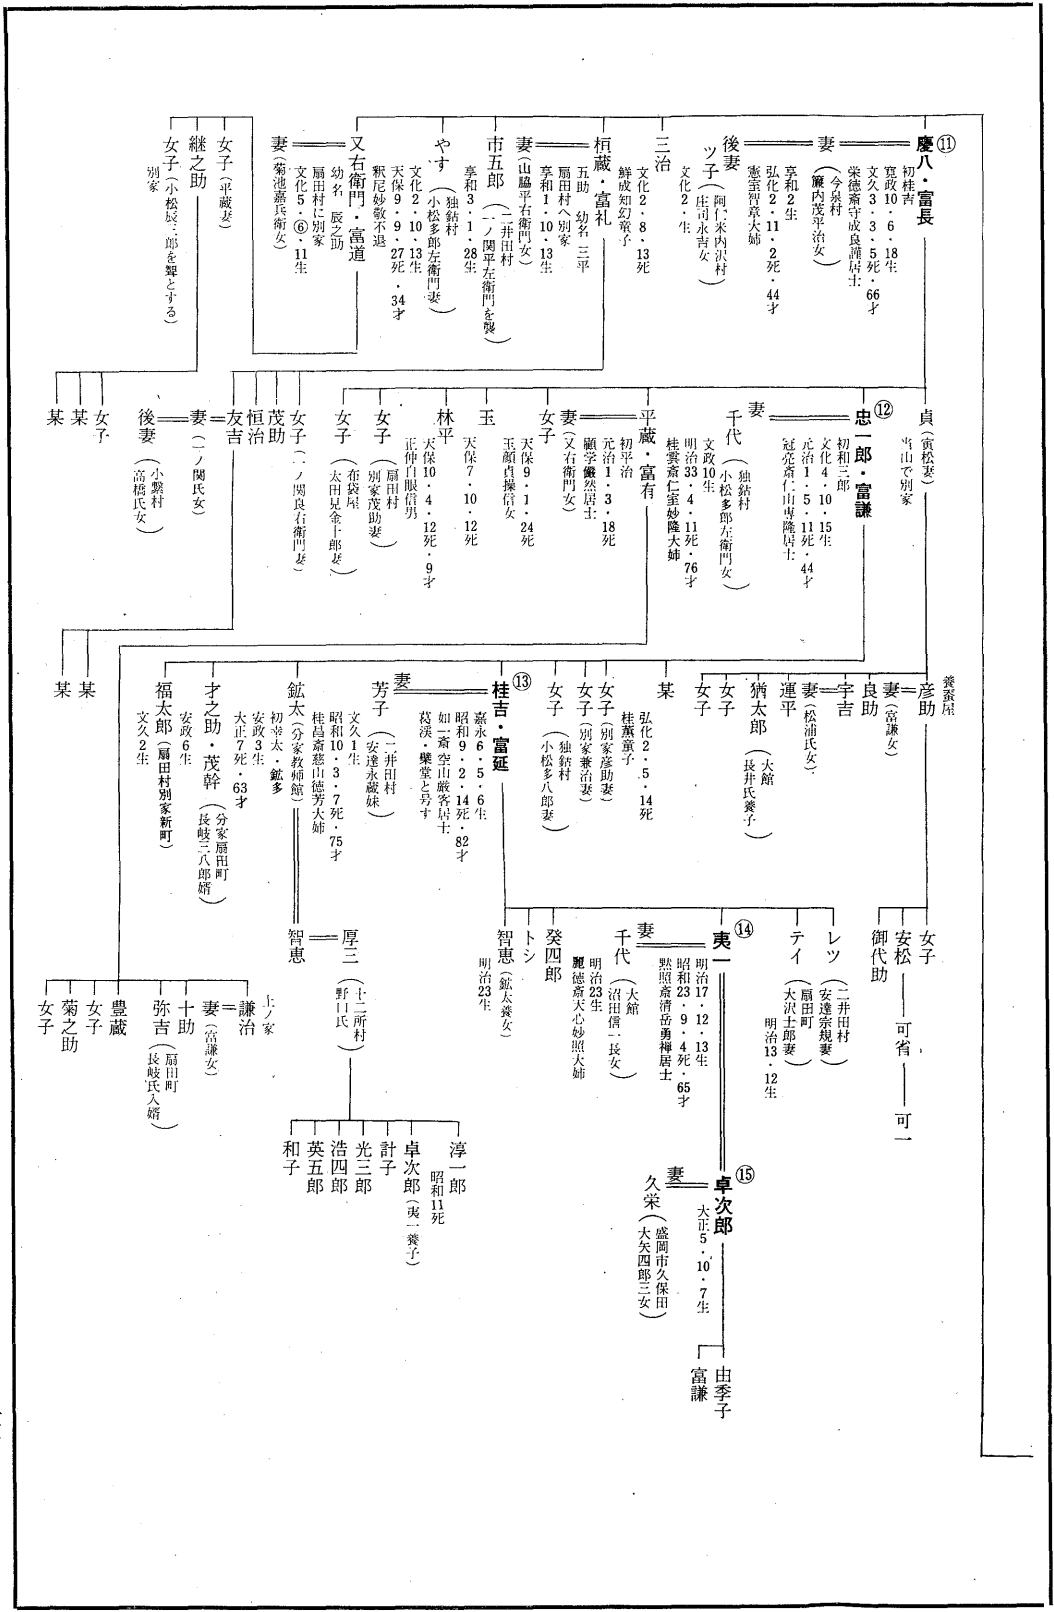 ⑪
慶八・富長
初桂吉
寛政10・6・18生
文久3・3・5死・66才
栄徳斎守成良謹居士
妻
(今泉村
簾内茂平治女)
享和2生
弘化2・11・2死・44才
憲室智章大姉
後妻
ツ子(阿仁米内沢村
庄司永吉女)
文化2・生
三治
文化2・8・13死
鮮成知幻童子
桓蔵・富礼
五助 幼名 三平
扇田村へ別家
享和1・10・13生
妻(山脇平右衛門女)
市五郎(二井田村
一ノ関平左衛門を襲)
享和3・1・28生
やす(独鈷村
小松多郎左衛門妻)
文化2・10・13生
天保9・9・27死・34才
釈尼妙敬不退
又右衛門・富道
幼名 辰之助
扇田村に別家
文化5・⑥・11生
妻(菊池嘉兵衛女)
女子(平蔵妻)
継之助
女子(小松辰三郎を聟とする)
別家
貞(寅松妻)
当山で別家
⑫
忠一郎・富謙
初和三郎
文化4・10・15生
元治1・5・11死・44才
冠亮斎仁山専隆居士
妻
千代(独鈷村
小松多郎左衛門女)
文政10生
明治33・4・11死・76才
桂雲斎仁室妙隆大姉
平蔵・富有
初平治
元治1・3・18死
顧学儼然居士
妻(又右衛門女)
女子
天保9・1・24死
玉顔貞操信女
玉
天保7・10・12死
林平
天保10・4・12死・9才
正仲自眼信男
女子(扇田村
別家茂助妻)
女子(布袋屋
太田兄金十郎妻)
女子(一ノ関良右衛門妻)
茂助
恒治
友吉
妻(一ノ関氏女)
後妻(小繋村
高橋氏女)
女子
某
某
養蚕屋
彦助
妻(富謙女)
良助
宇吉
妻(松浦氏女)
運平
猶太郎(大館
長井氏養子)
女子
女子
某
弘化2・5・14死
桂薫童子
女子(別家彦助妻)
女子(別家兼治妻)
女子(独鈷村
小松多八郎妻)
⑬
桂吉・富延
嘉永6・5・6生
昭和9・2・14死・82才
如一斎空山厳客居士
葛渓・櫱堂と号す
妻
芳子(二井田村
安達永蔵妹)
文久1生
昭和10・3・7死・75才
桂昌斎慈山徳芳大姉
鉱太(分家教師館)
初幸太・鉱多
安政3生
大正7死・63才
才之助・茂幹(分家扇田町
長岐三八郎婿)
安政6生
福太郎(扇田村別家新町)
文久2生
某
某
女子
安松
可省
可一
御代助
レツ(二井田村
安達宗規妻)
テイ(扇田町
大沢士郎妻)
明治13・12生
⑭
夷一
明治17・12・13生
昭和23・9・4死・65才
黙照斎清岳勇禅居士
妻
千代(大館
沼田信一長女)
明治23生
麗徳斎天心妙照大姉
癸四郎
トシ
智恵(鉱太養女)
明治23生
厚三(十二所村
野口氏)
智恵
上ノ家
謙治
妻(富謙女)
十助
弥吉(扇田町
長岐氏入婿)
豊蔵
女子
菊之助
女子
淳一郎
昭和11死
卓次郎(夷一養子)
計子
光三郎
浩四郎
英五郎
和子
⑮
卓次郎
大正5・10・7生
妻
久栄(盛岡市久保田
大矢四郎三女)
由季子
富謙